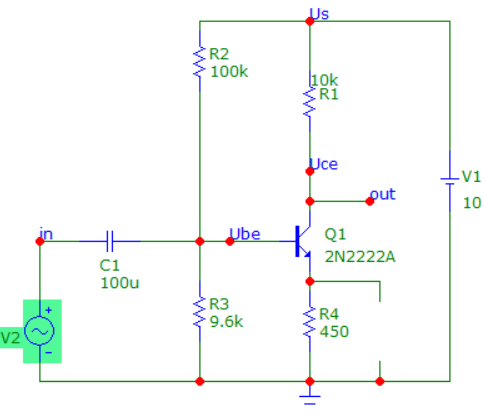 Us
R2
100k
10k
R1
Uce
V1
10
out
in
Ube
Q1
2N2222A
C1
100u
R3
9.6k
R4
450
V2
+
-